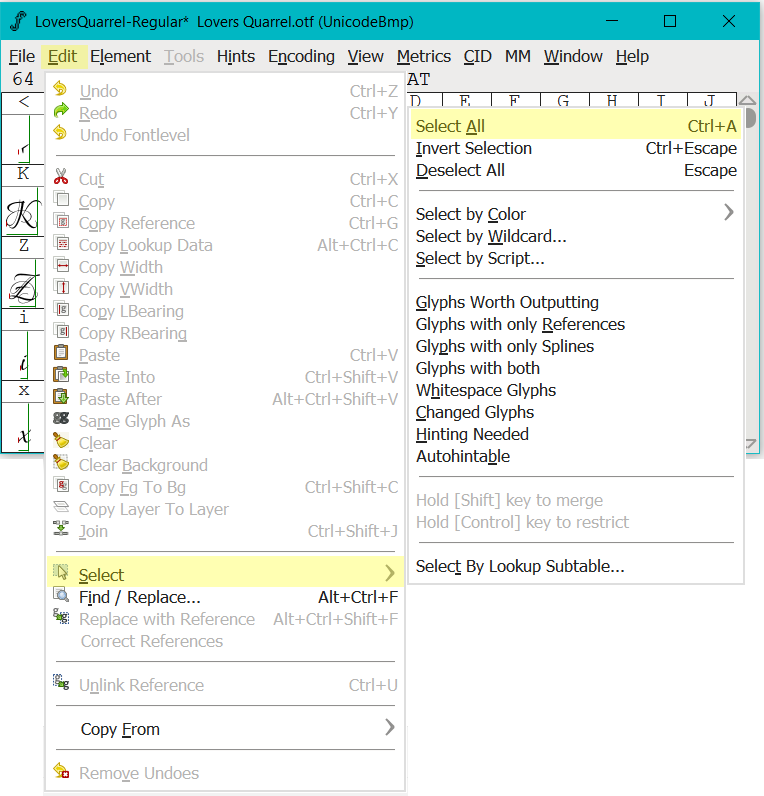 LoversQuarrel-Regular* Lovers Quarrel.otf (UnicodeBmp)
File Edit Element Tools Hints Encoding View Metrics CID MM Window Help
64 AT
< D E F G H I J
K
Z
i
x
Undo Ctrl+Z
Redo Ctrl+Y
Undo Fontlevel
Cut Ctrl+X
Copy Ctrl+C
Copy Reference Ctrl+G
Copy Lookup Data Alt+Ctrl+C
Copy Width
Copy VWidth
Copy LBearing
Copy RBearing
Paste Ctrl+V
Paste Into Ctrl+Shift+V
Paste After Alt+Ctrl+Shift+V
Same Glyph As
Clear
Clear Background
Copy Fg To Bg Ctrl+Shift+C
Copy Layer To Layer
Join Ctrl+Shift+J
Select
Find / Replace... Alt+Ctrl+F
Replace with Reference Alt+Ctrl+Shift+F
Correct References
Unlink Reference Ctrl+U
Copy From
Remove Undoes
Select All Ctrl+A
Invert Selection Ctrl+Escape
Deselect All Escape
Select by Color
Select by Wildcard...
Select by Script...
Glyphs Worth Outputting
Glyphs with only References
Glyphs with only Splines
Glyphs with both
Whitespace Glyphs
Changed Glyphs
Hinting Needed
Autohintable
Hold [Shift] key to merge
Hold [Control] key to restrict
Select By Lookup Subtable...